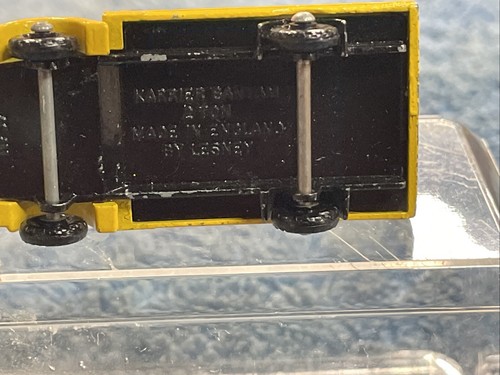 KARRIER BANTAM
2 TON
MADE IN ENGLAND
BY LESNEY